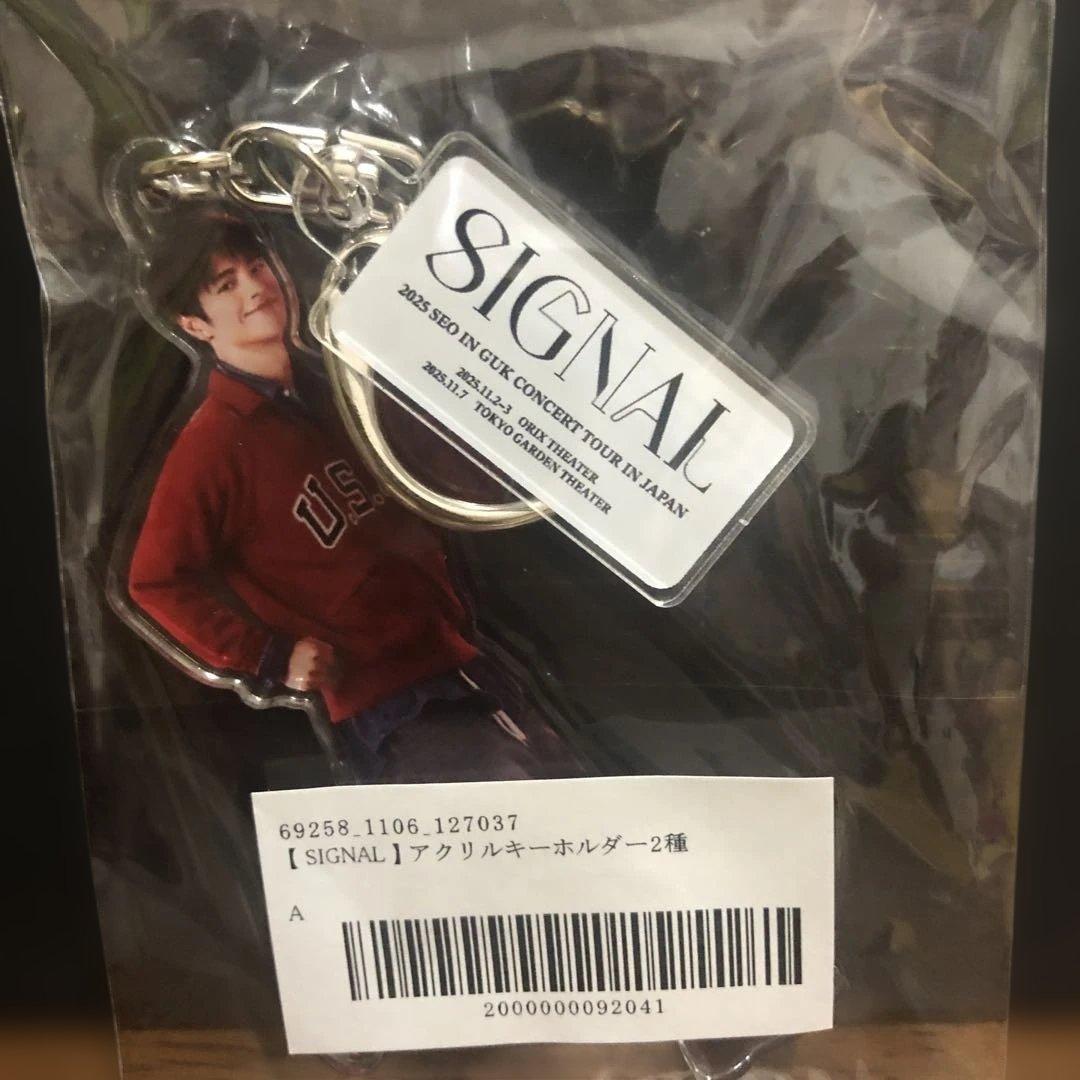 SIGNAL
2025 SEO IN GUK CONCERT TOUR IN JAPAN
2025.11.2-3 ORIX THEATER
2025.11.7 TOKYO GARDEN THEATER
U.S.
69258_1106_127037
【SIGNAL】アクリルキーホルダー2種
A
2000000092041